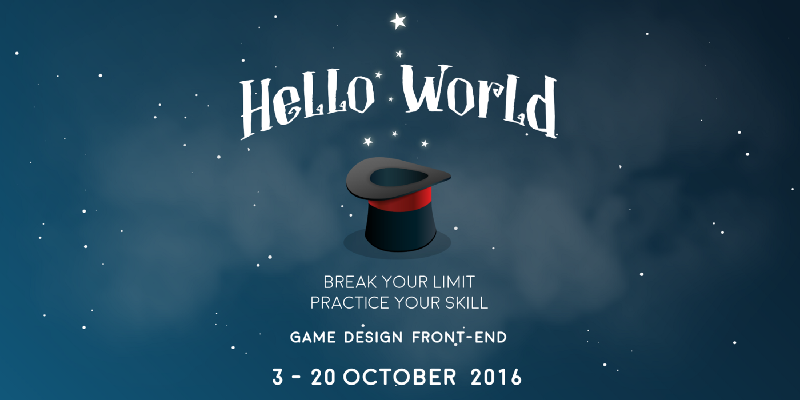 Hello World
BREAK YOUR LIMIT
PRACTICE YOUR SKILL
GAME DESIGN FRONT-END
3 - 20 OCTOBER 2016